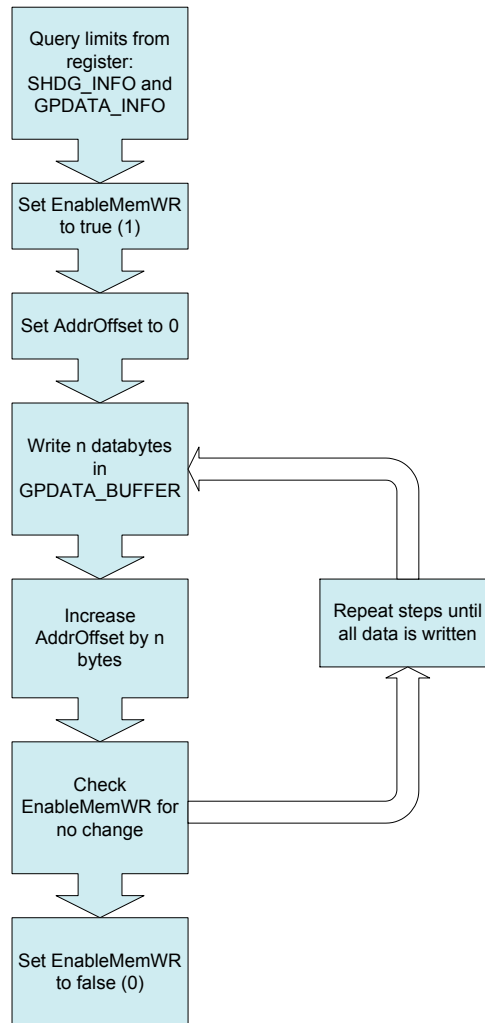 Query limits from
register:
SHDG_INFO and
GPDATA_INFO
Set EnableMemWR
to true (1)
Set AddrOffset to 0
Write n databytes
in
GPDATA_BUFFER
Increase
AddrOffset by n
bytes
Repeat steps until
all data is written
Check
EnableMemWR for
no change
Set EnableMemWR
to false (0)